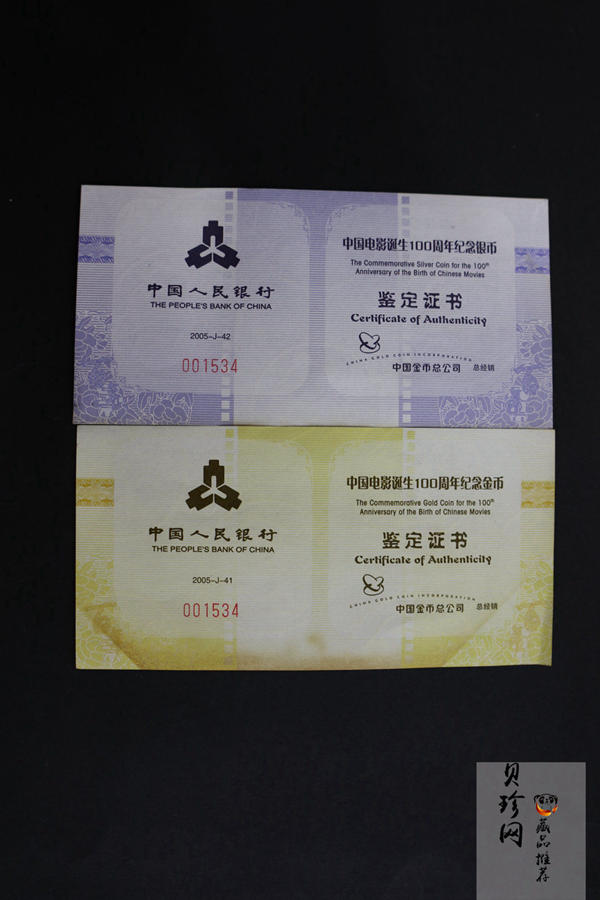 中国人民银行
THE PEOPLE'S BANK OF CHINA
2005-J-42
001534
中国电影诞生100周年纪念银币
The Commemorative Silver Coin for the 100th
Anniversary of the Birth of Chinese Movies
鉴定证书
Certificate of Authenticity
CHINA GOLD COIN INCORPORATION
中国金币总公司 总经销
中国人民银行
THE PEOPLE'S BANK OF CHINA
2005-J-41
001534
中国电影诞生100周年纪念金币
The Commemorative Gold Coin for the 100th
Anniversary of the Birth of Chinese Movies
鉴定证书
Certificate of Authenticity
CHINA GOLD COIN INCORPORATION
中国金币总公司 总经销
贝珍网
藏品推荐